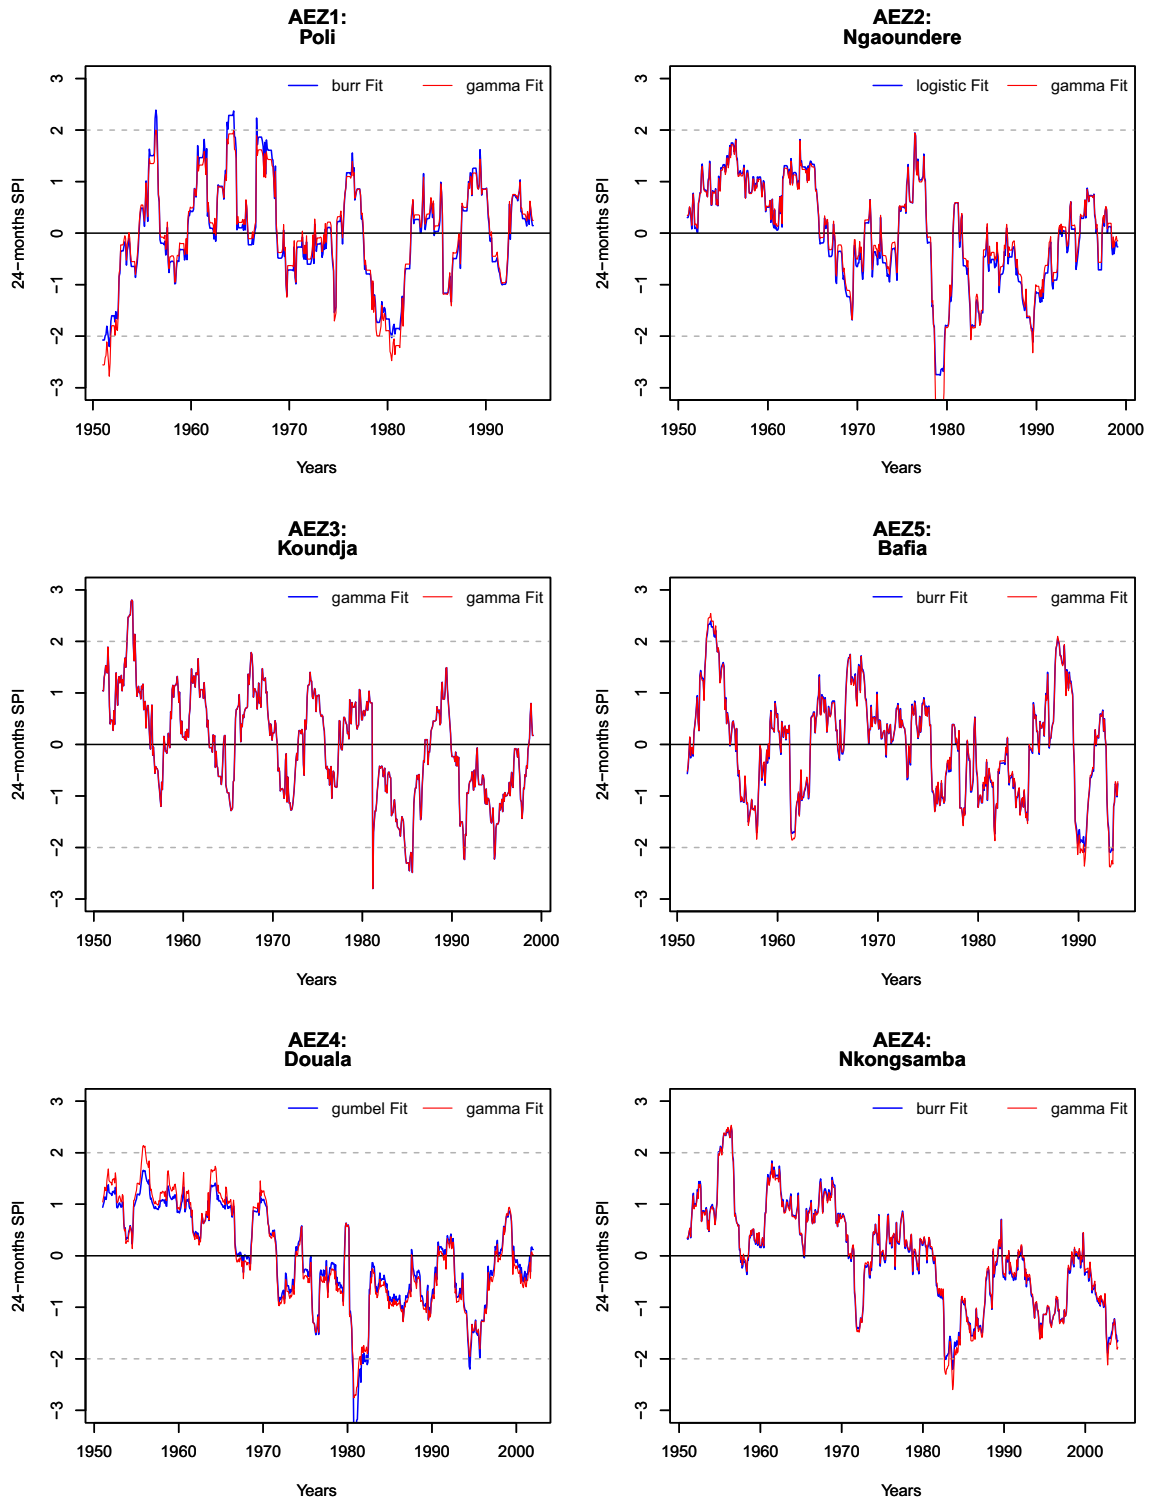 AEZ1:
Poli
burr Fit gamma Fit
24−months SPI
3
2
1
0
−1
−2
−3
1950 1960 1970 1980 1990
Years
AEZ2:
Ngaoundere
logistic Fit gamma Fit
24−months SPI
3
2
1
0
−1
−2
−3
1950 1960 1970 1980 1990 2000
Years
AEZ3:
Koundja
gamma Fit gamma Fit
24−months SPI
3
2
1
0
−1
−2
−3
1950 1960 1970 1980 1990 2000
Years
AEZ5:
Bafia
burr Fit gamma Fit
24−months SPI
3
2
1
0
−1
−2
−3
1950 1960 1970 1980 1990
Years
AEZ4:
Douala
gumbel Fit gamma Fit
24−months SPI
3
2
1
0
−1
−2
−3
1950 1960 1970 1980 1990 2000
Years
AEZ4:
Nkongsamba
burr Fit gamma Fit
24−months SPI
3
2
1
0
−1
−2
−3
1950 1960 1970 1980 1990 2000
Years